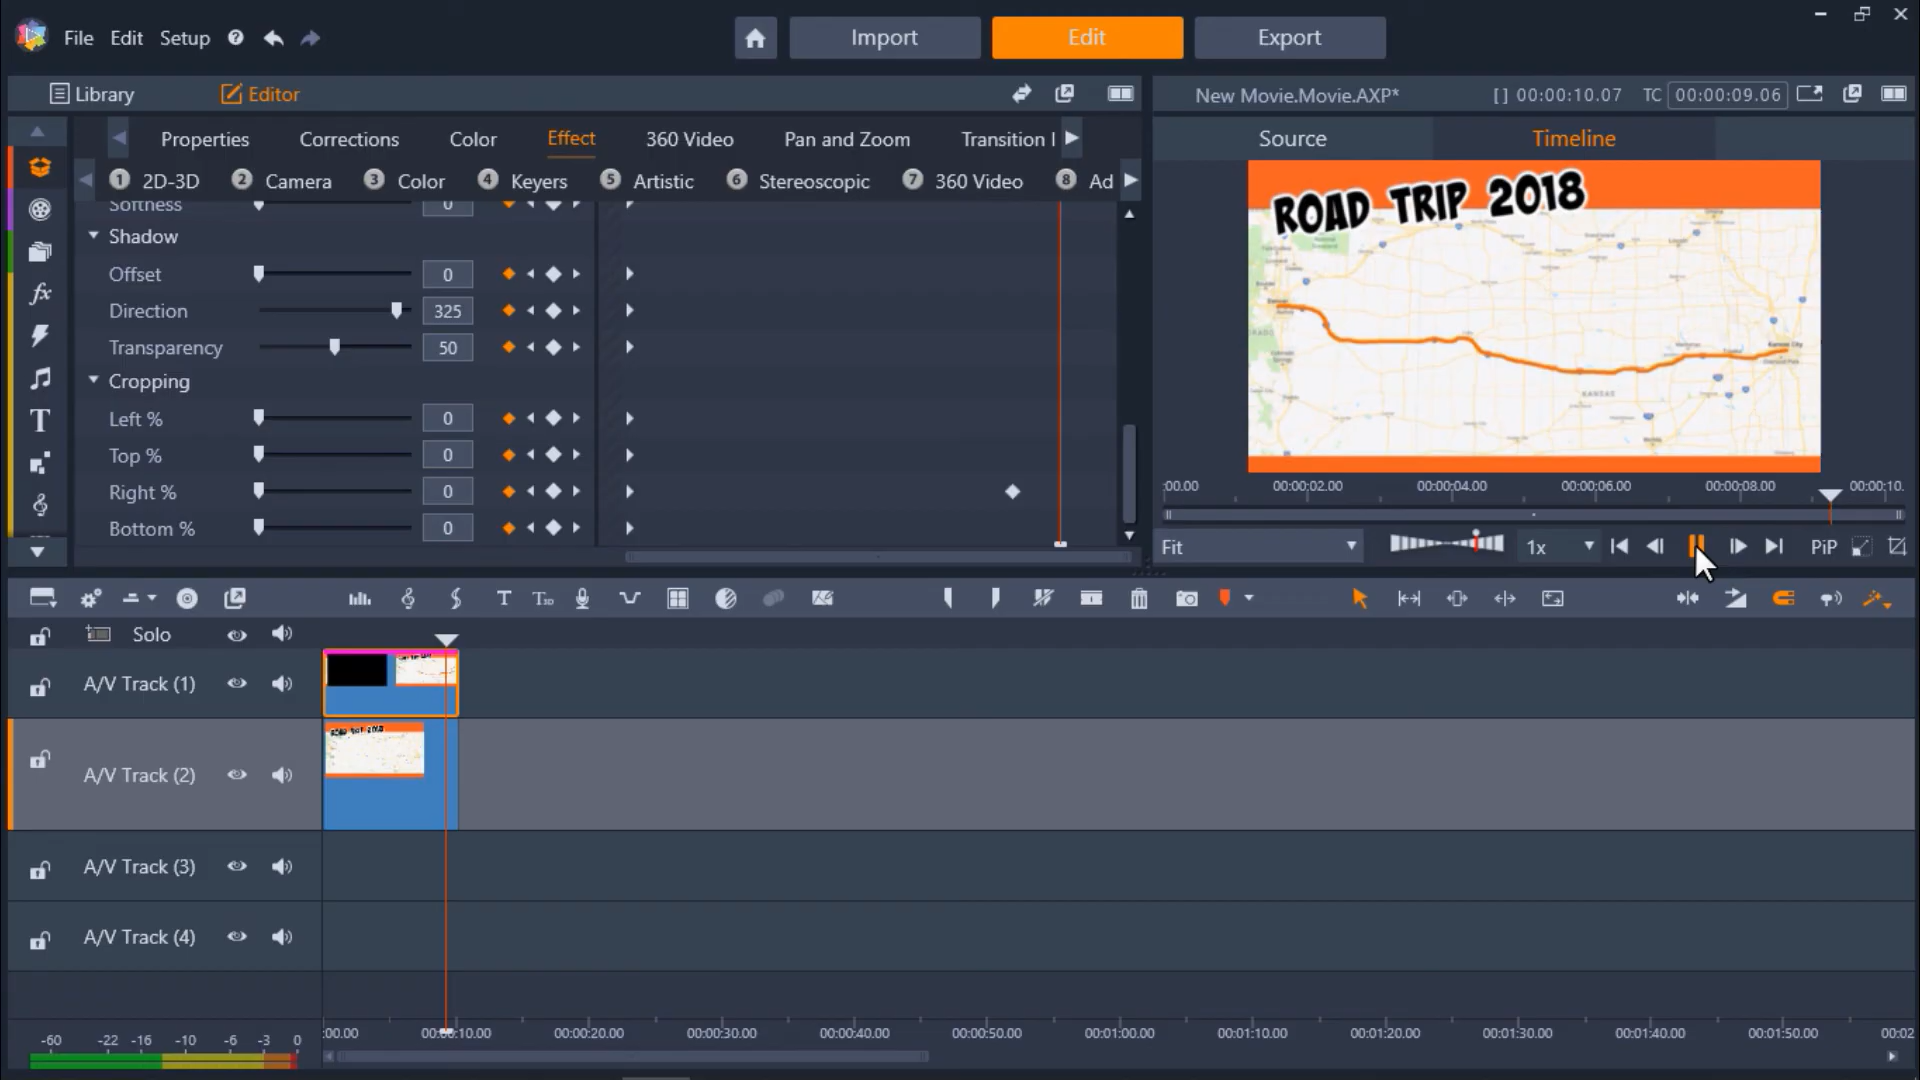 File Edit Setup
Import Edit Export
Library Editor
New Movie.Movie.AXP* [] 00:00:10.07 TC 00:00:09.06
Properties Corrections Color Effect 360 Video Pan and Zoom Transition I
Source Timeline
1 2D-3D 2 Camera 3 Color 4 Keyers 5 Artistic 6 Stereoscopic 7 360 Video 8 Ad
Softness 0
Shadow
Offset 0
Direction 325
Transparency 50
Cropping
Left % 0
Top % 0
Right % 0
Bottom % 0
ROAD TRIP 2018
Kansas City
KANSAS
:00.00 00:00:02.00 00:00:04.00 00:00:06.00 00:00:08.00 00:00:10.
Fit 1x PiP
Solo
A/V Track (1)
A/V Track (2)
ROAD TRIP 2018
A/V Track (3)
A/V Track (4)
:00.00 00:00:10.00 00:00:20.00 00:00:30.00 00:00:40.00 00:00:50.00 00:01:00.00 00:01:10.00 00:01:20.00 00:01:30.00 00:01:40.00 00:01:50.00 00:02
-60 -22 -16 -10 -6 -3 0